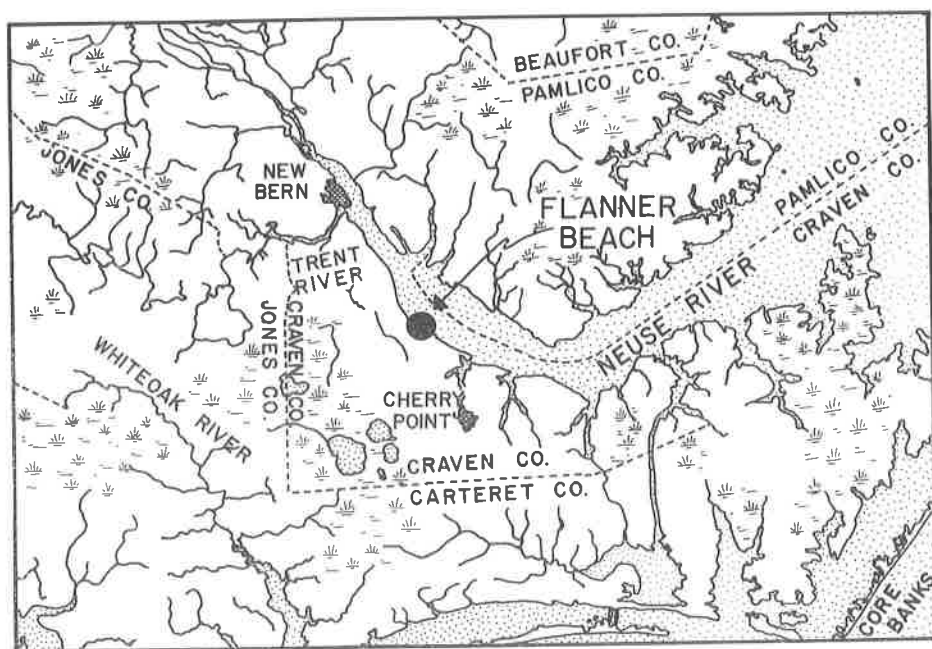 BEAUFORT CO.
PAMLICO CO.
JONES CO.
NEW
BERN
FLANNER
BEACH
PAMLICO CO.
CRAVEN CO.
TRENT
RIVER
JONES CO.
CRAVEN CO.
NEUSE RIVER
WHITEOAK RIVER
CHERRY
POINT
CRAVEN CO.
CARTERET CO.
CORE
BANKS